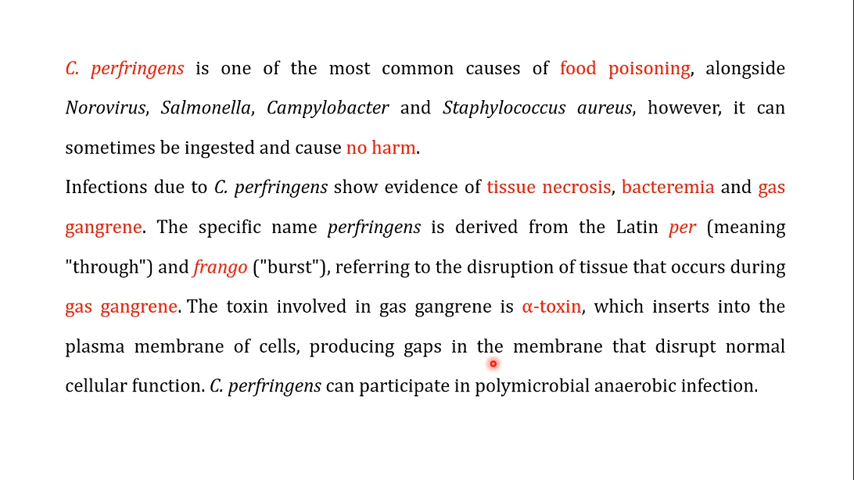 C. perfringens is one of the most common causes of food poisoning, alongside
Norovirus, Salmonella, Campylobacter and Staphylococcus aureus, however, it can
sometimes be ingested and cause no harm.
Infections due to C. perfringens show evidence of tissue necrosis, bacteremia and gas
gangrene. The specific name perfringens is derived from the Latin per (meaning
"through") and frango ("burst"), referring to the disruption of tissue that occurs during
gas gangrene. The toxin involved in gas gangrene is α-toxin, which inserts into the
plasma membrane of cells, producing gaps in the membrane that disrupt normal
cellular function. C. perfringens can participate in polymicrobial anaerobic infection.